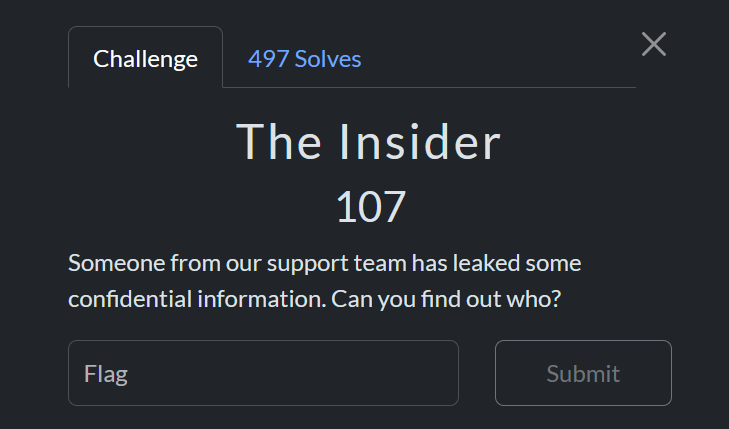 Challenge
497 Solves
The Insider
107
Someone from our support team has leaked some
confidential information. Can you find out who?
Flag
Submit